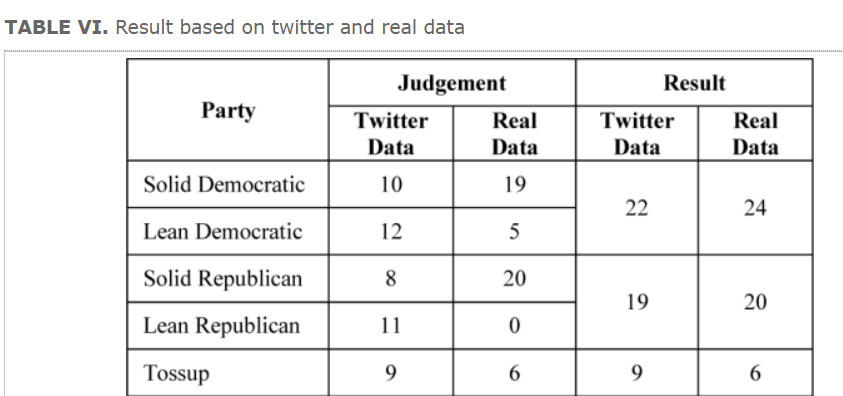 TABLE VI. Result based on twitter and real data
Party Judgement Result
Twitter Data Real Data Twitter Data Real Data
Solid Democratic 10 19 22 24
Lean Democratic 12 5
Solid Republican 8 20 19 20
Lean Republican 11 0
Tossup 9 6 9 6